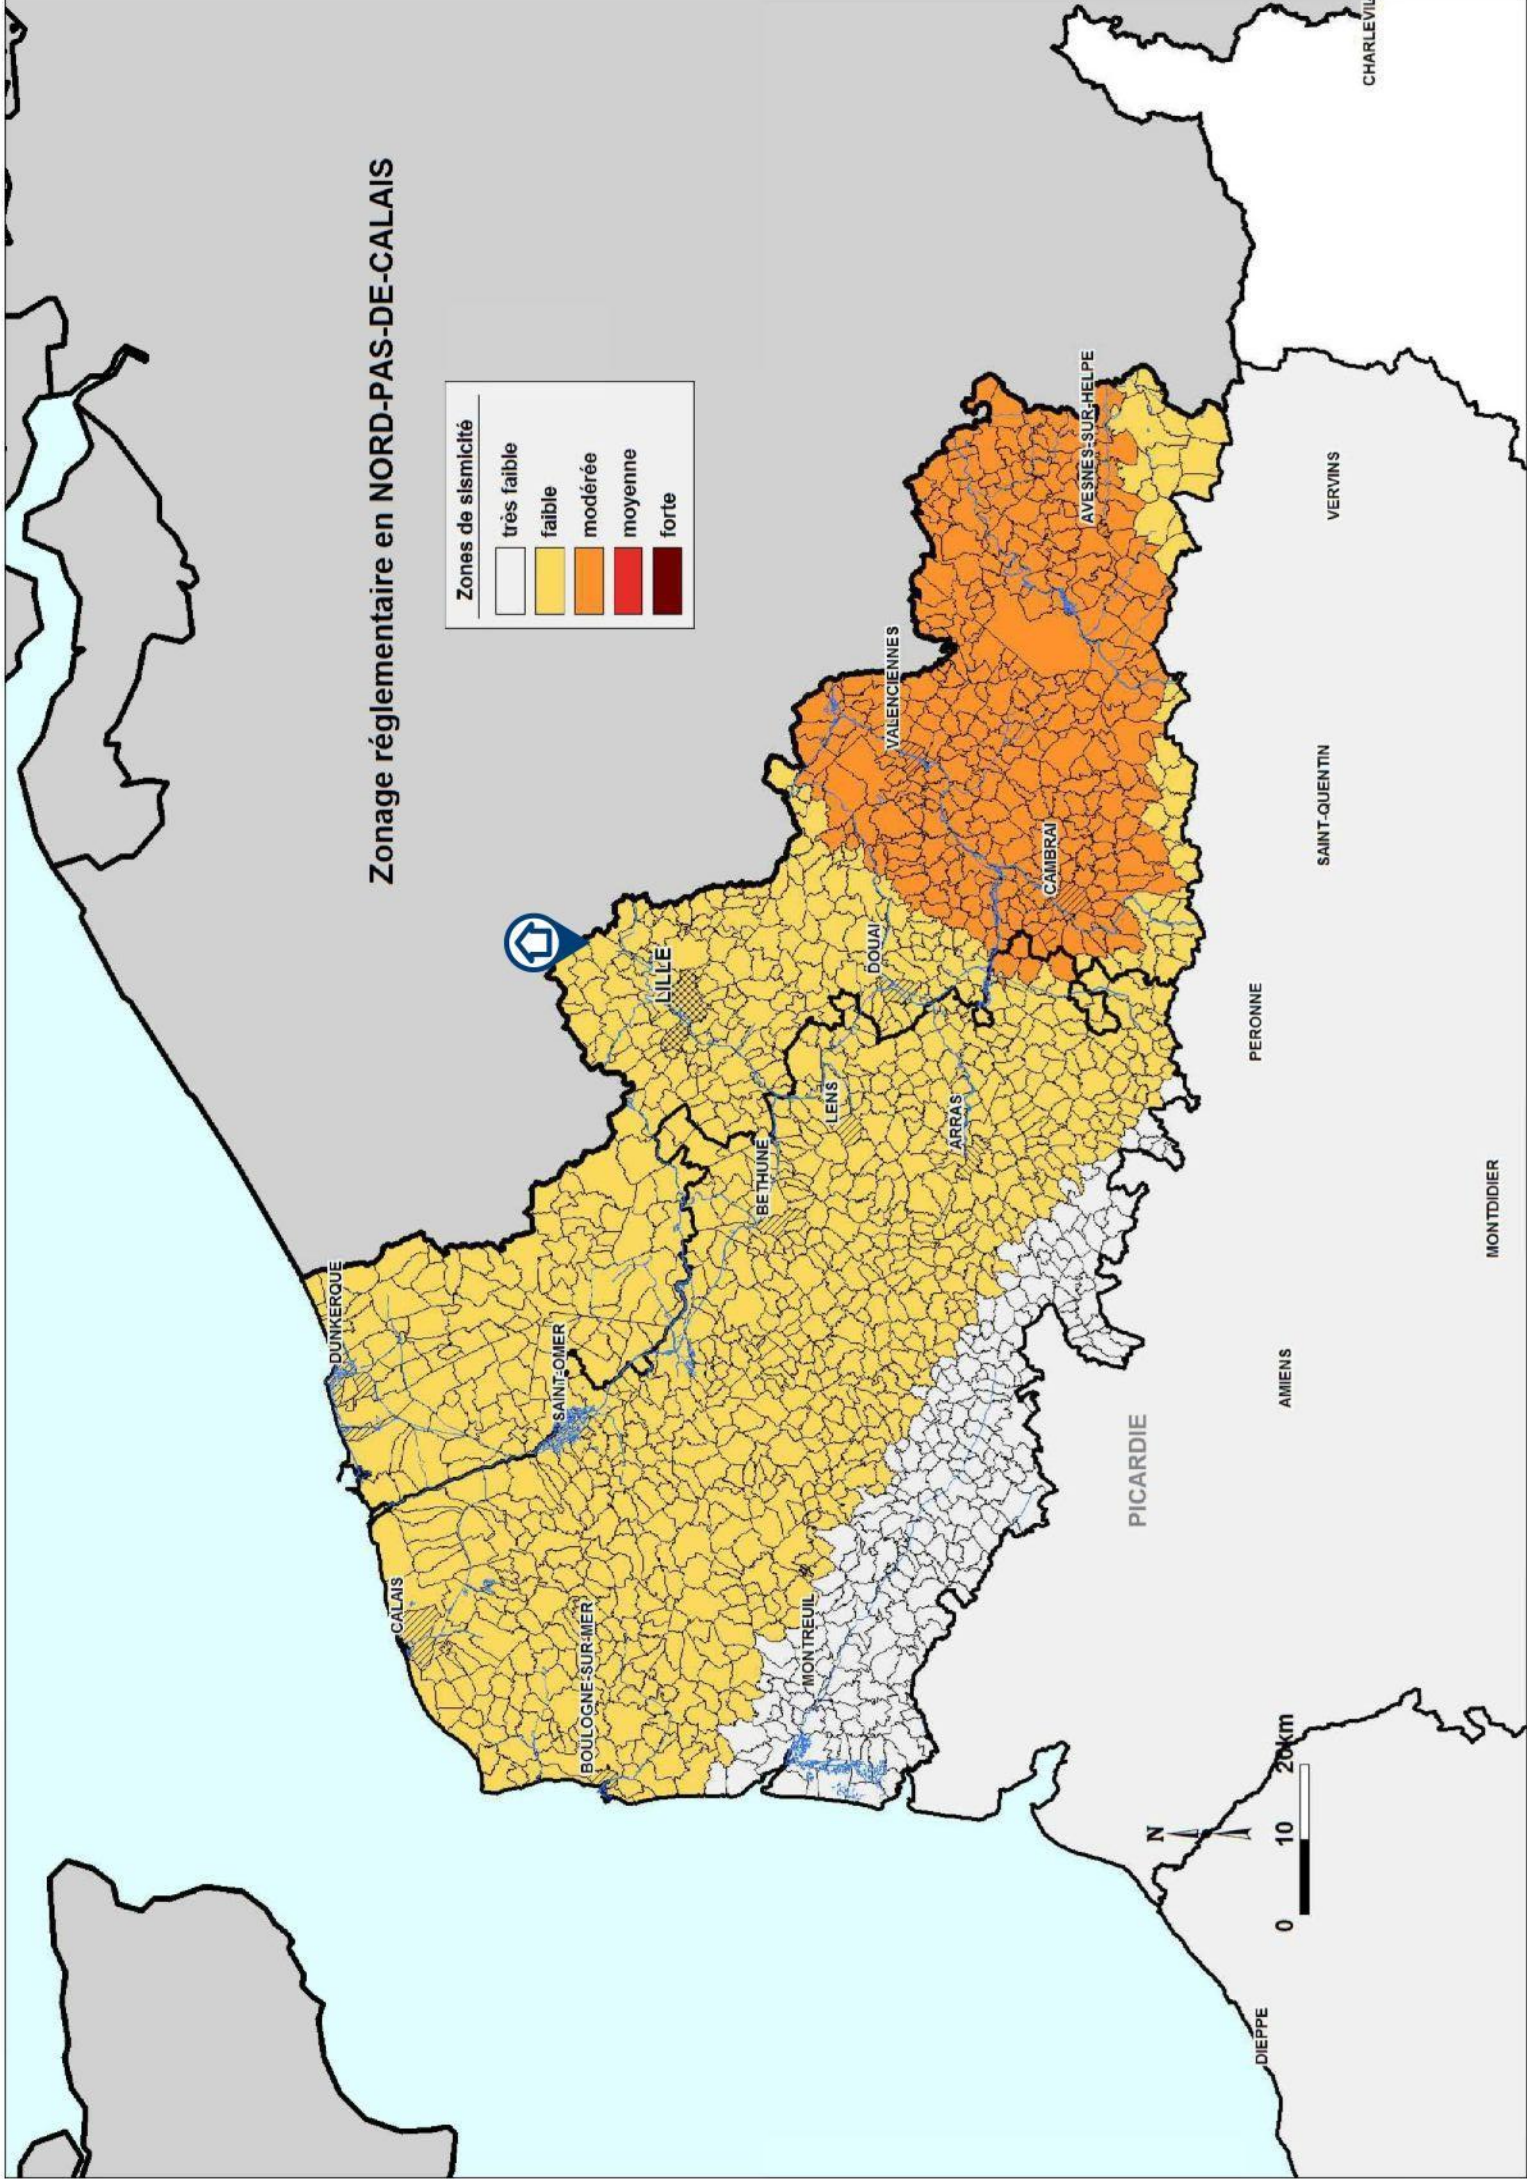 Zonage réglementaire en NORD-PAS-DE-CALAIS
Zones de sismicité
très faible
faible
modérée
moyenne
forte
DUNKERQUE
CALAIS
SAINT-OMER
BOULOGNE-SUR-MER
LILLE
BETHUNE
MONTREUIL
LENS
DOUAI
VALENCIENNES
ARRAS
CAMBRAI
AVESNES-SUR-HELPE
PICARDIE
N
0 10 20km
DIEPPE
AMIENS
PERONNE
SAINT-QUENTIN
VERVINS
CHARLEVIL
MONTDIDIER